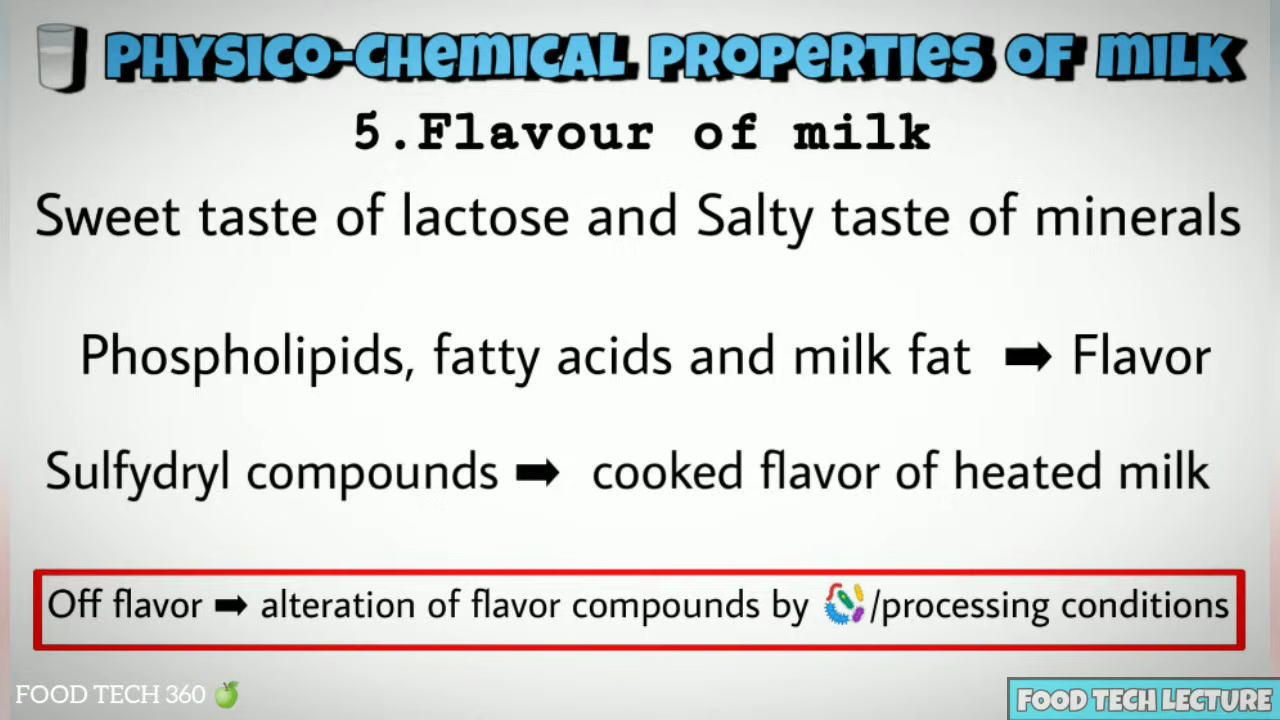 PHYSICO-CHEMICAL PROPERTIES OF MILK
5.Flavour of milk
Sweet taste of lactose and Salty taste of minerals
Phospholipids, fatty acids and milk fat ➡ Flavor
Sulfydryl compounds ➡ cooked flavor of heated milk
Off flavor ➡ alteration of flavor compounds by 🦠/processing conditions
FOOD TECH 360 🍏
FOOD TECH LECTURE